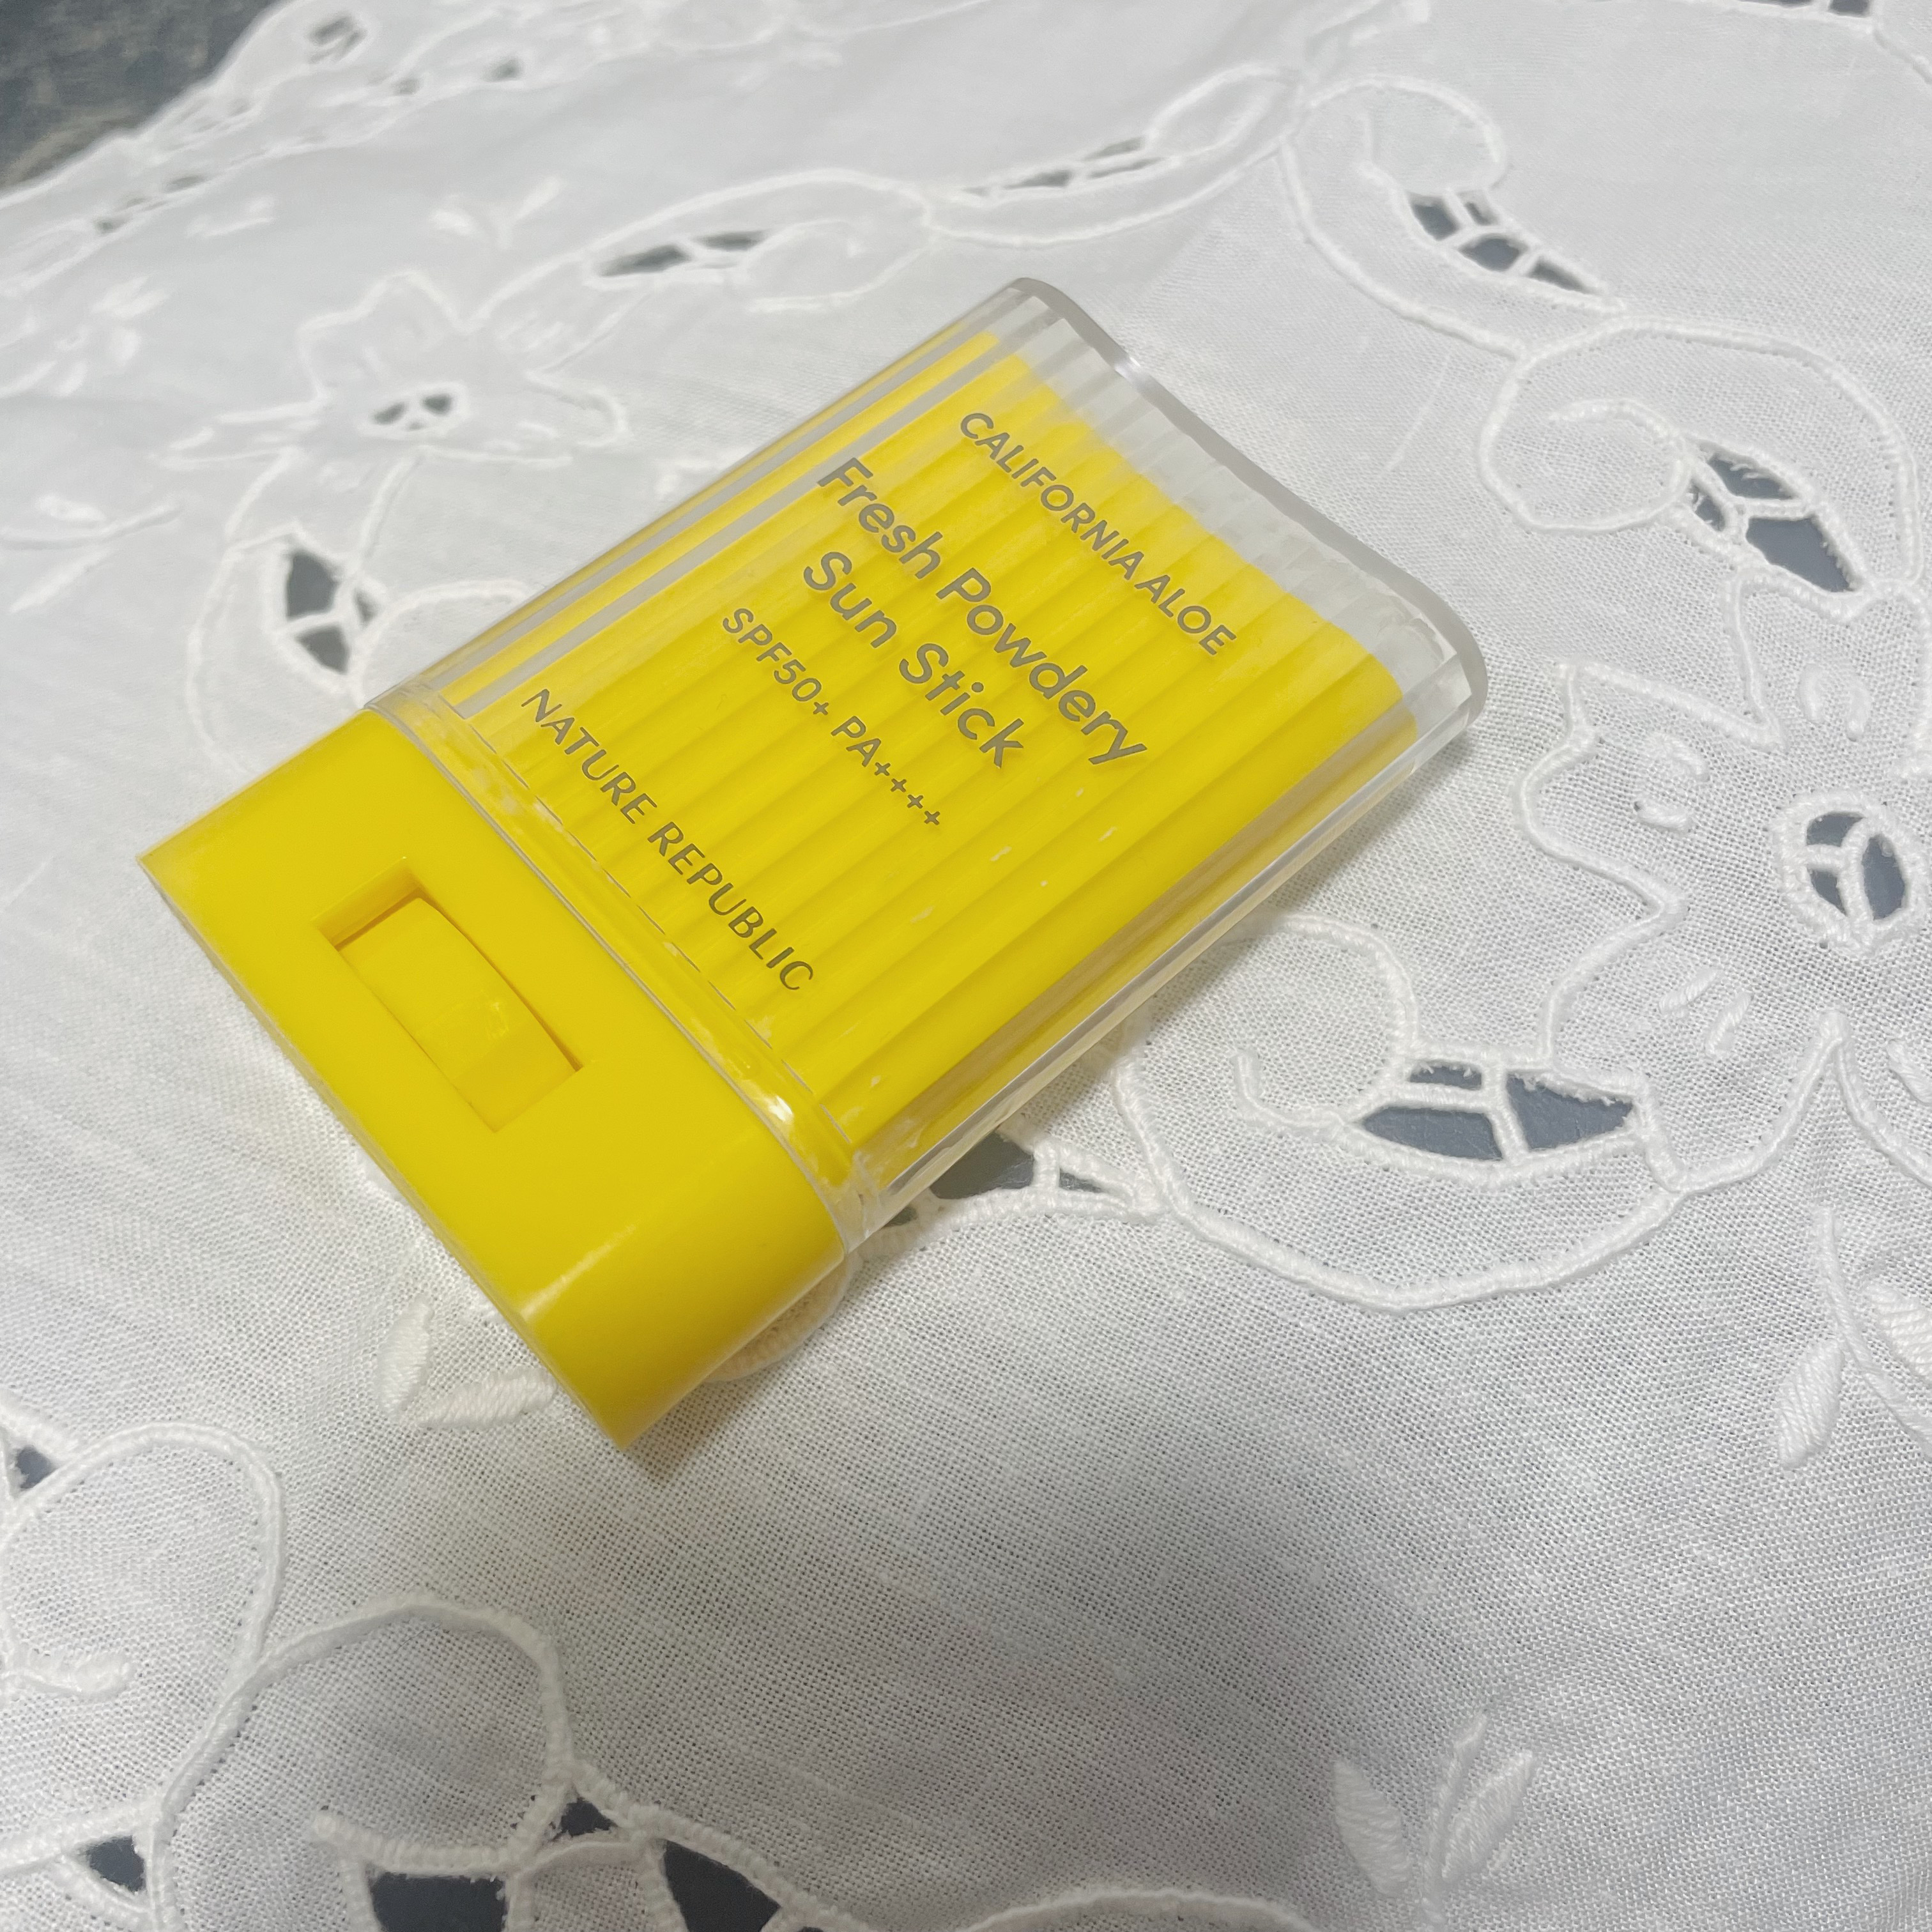 CALIFORNIA ALOE
Fresh Powdery
Sun Stick
SPF50+ PA++++
NATURE REPUBLIC